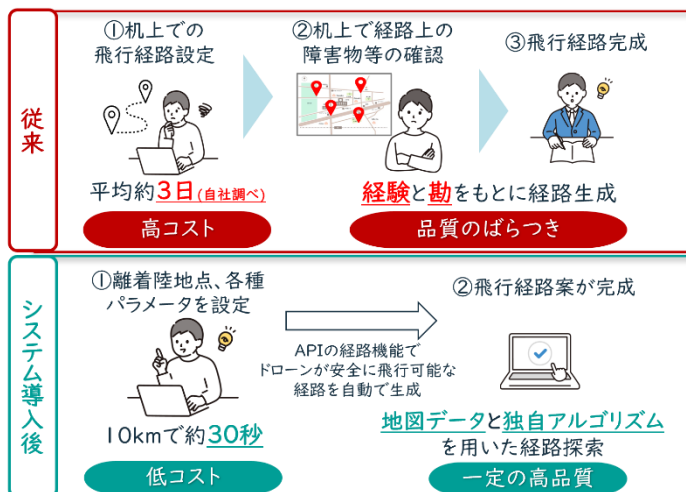 従来
①机上での
飛行経路設定
②机上で経路上の
障害物等の確認
③飛行経路完成
平均約3日(自社調べ)
経験と勘をもとに経路生成
高コスト
品質のばらつき
システム導入後
①離着陸地点、各種
パラメータを設定
②飛行経路案が完成
APIの経路機能で
ドローンが安全に飛行可能な
経路を自動で生成
10kmで約30秒
地図データと独自アルゴリズム
を用いた経路探索
低コスト
一定の高品質